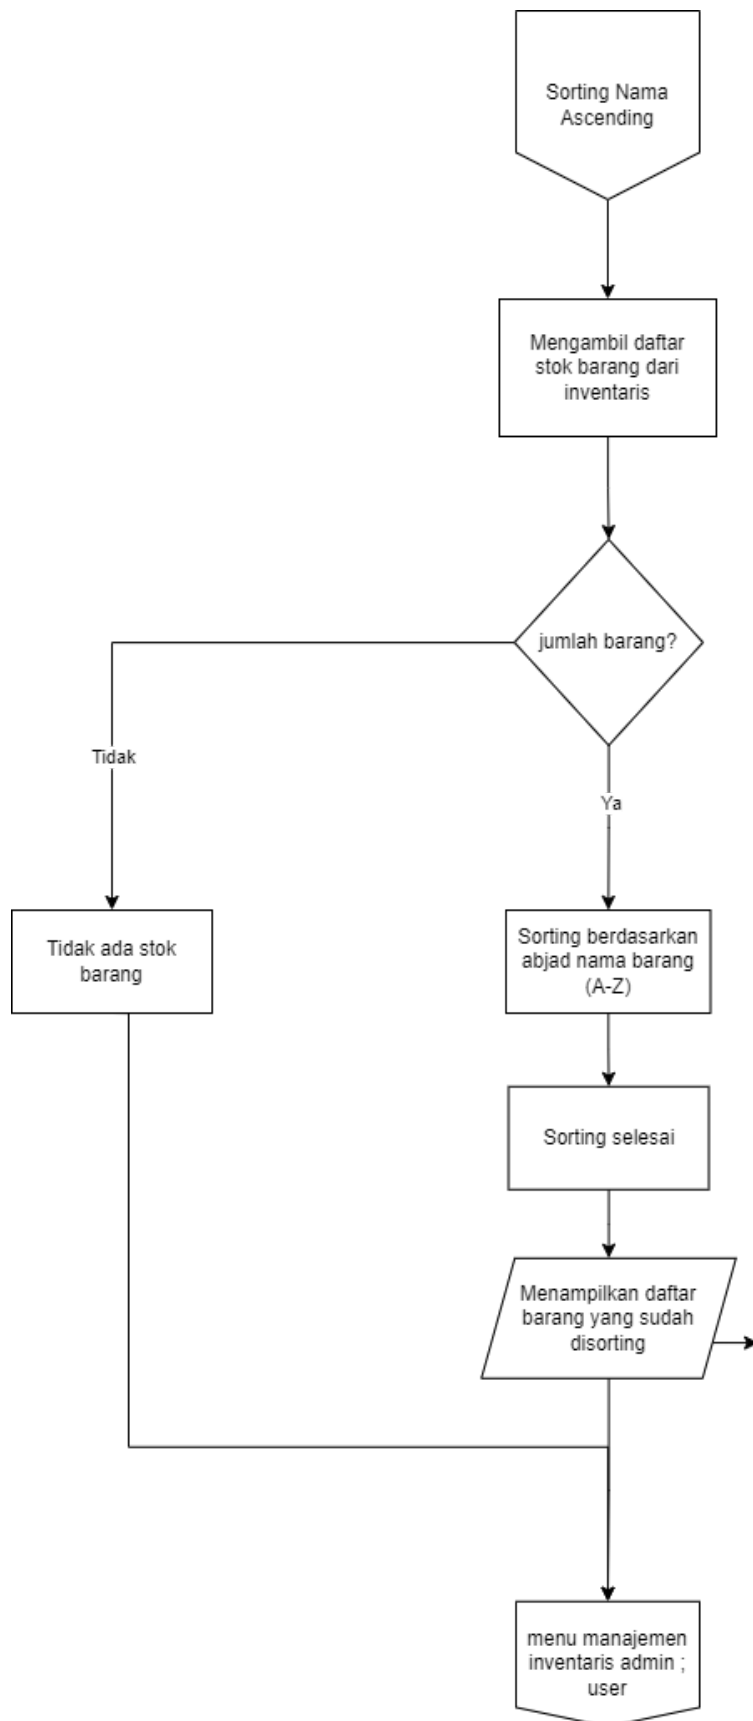 Sorting Nama
Ascending
Mengambil daftar
stok barang dari
inventaris
jumlah barang?
Tidak
Ya
Tidak ada stok
barang
Sorting berdasarkan
abjad nama barang
(A-Z)
Sorting selesai
Menampilkan daftar
barang yang sudah
disorting
menu manajemen
inventaris admin ;
user